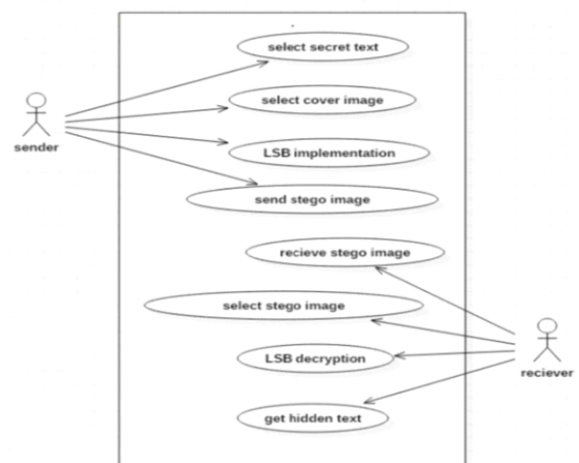 select secret text
select cover image
sender
LSB implementation
send stego image
recieve stego image
select stego image
LSB decryption
reciever
get hidden text